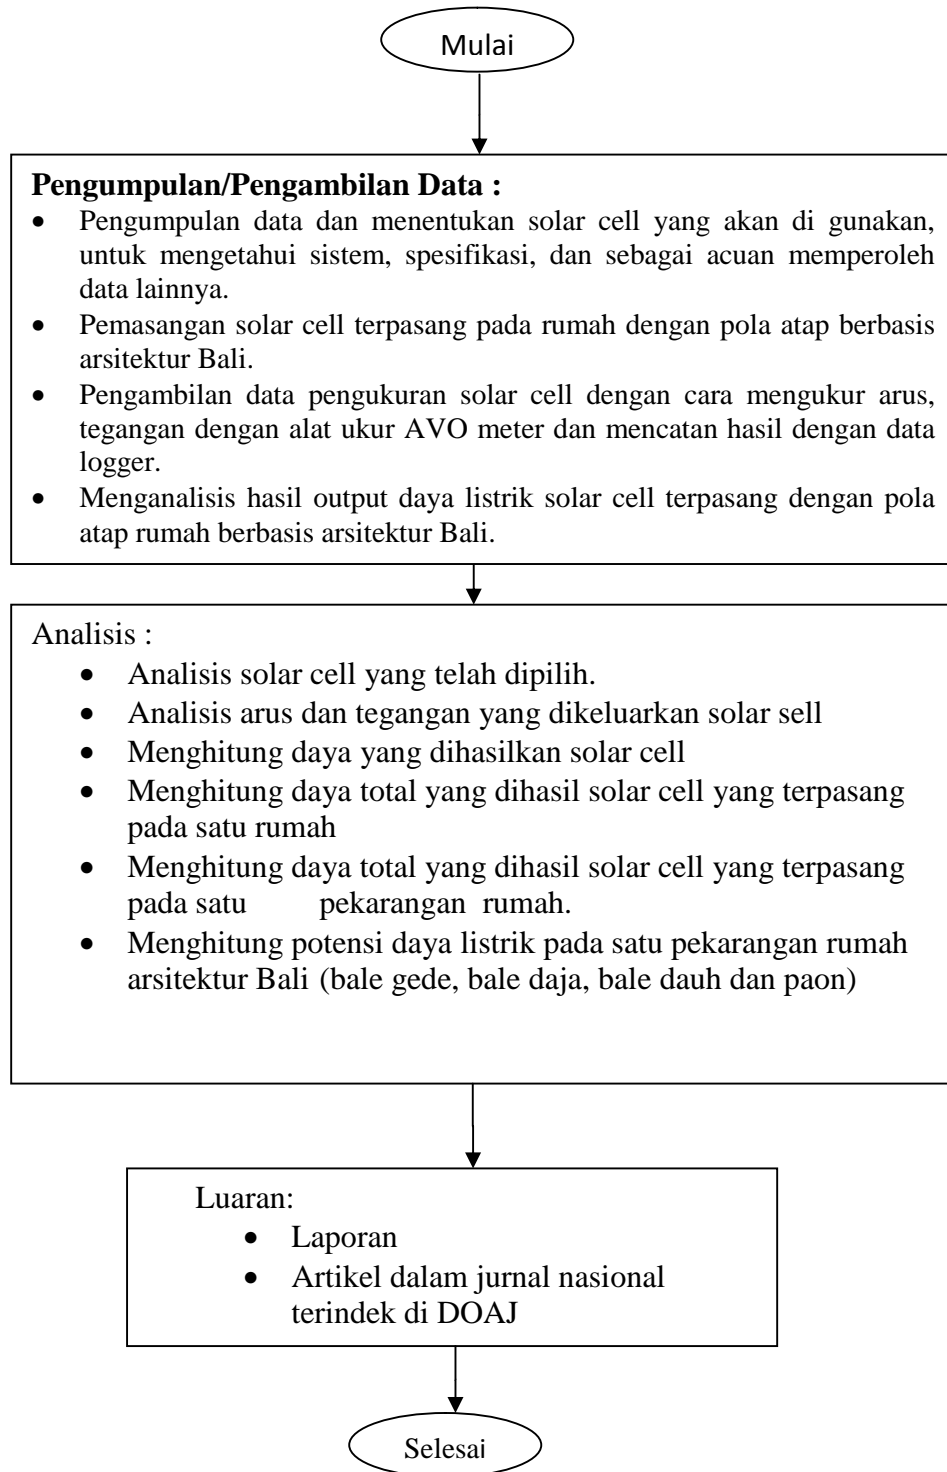 Mulai
Pengumpulan/Pengambilan Data :
• Pengumpulan data dan menentukan solar cell yang akan di gunakan,
untuk mengetahui sistem, spesifikasi, dan sebagai acuan memperoleh
data lainnya.
• Pemasangan solar cell terpasang pada rumah dengan pola atap berbasis
arsitektur Bali.
• Pengambilan data pengukuran solar cell dengan cara mengukur arus,
tegangan dengan alat ukur AVO meter dan mencatan hasil dengan data
logger.
• Menganalisis hasil output daya listrik solar cell terpasang dengan pola
atap rumah berbasis arsitektur Bali.
Analisis :
• Analisis solar cell yang telah dipilih.
• Analisis arus dan tegangan yang dikeluarkan solar sell
• Menghitung daya yang dihasilkan solar cell
• Menghitung daya total yang dihasil solar cell yang terpasang
pada satu rumah
• Menghitung daya total yang dihasil solar cell yang terpasang
pada satu pekarangan rumah.
• Menghitung potensi daya listrik pada satu pekarangan rumah
arsitektur Bali (bale gede, bale daja, bale dauh dan paon)
Luaran:
• Laporan
• Artikel dalam jurnal nasional
terindek di DOAJ
Selesai